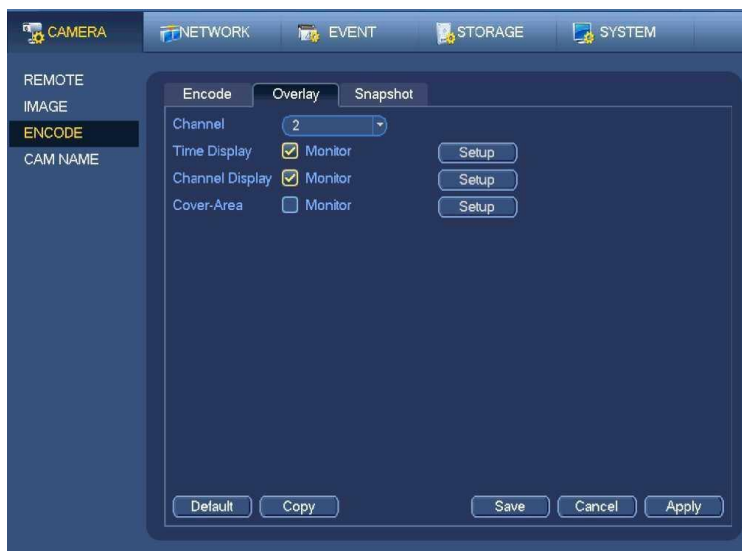 CAMERA NETWORK EVENT STORAGE SYSTEM
REMOTE
IMAGE
ENCODE
CAM NAME
Encode Overlay Snapshot
Channel 2
Time Display Monitor Setup
Channel Display Monitor Setup
Cover-Area Monitor Setup
Default Copy Save Cancel Apply